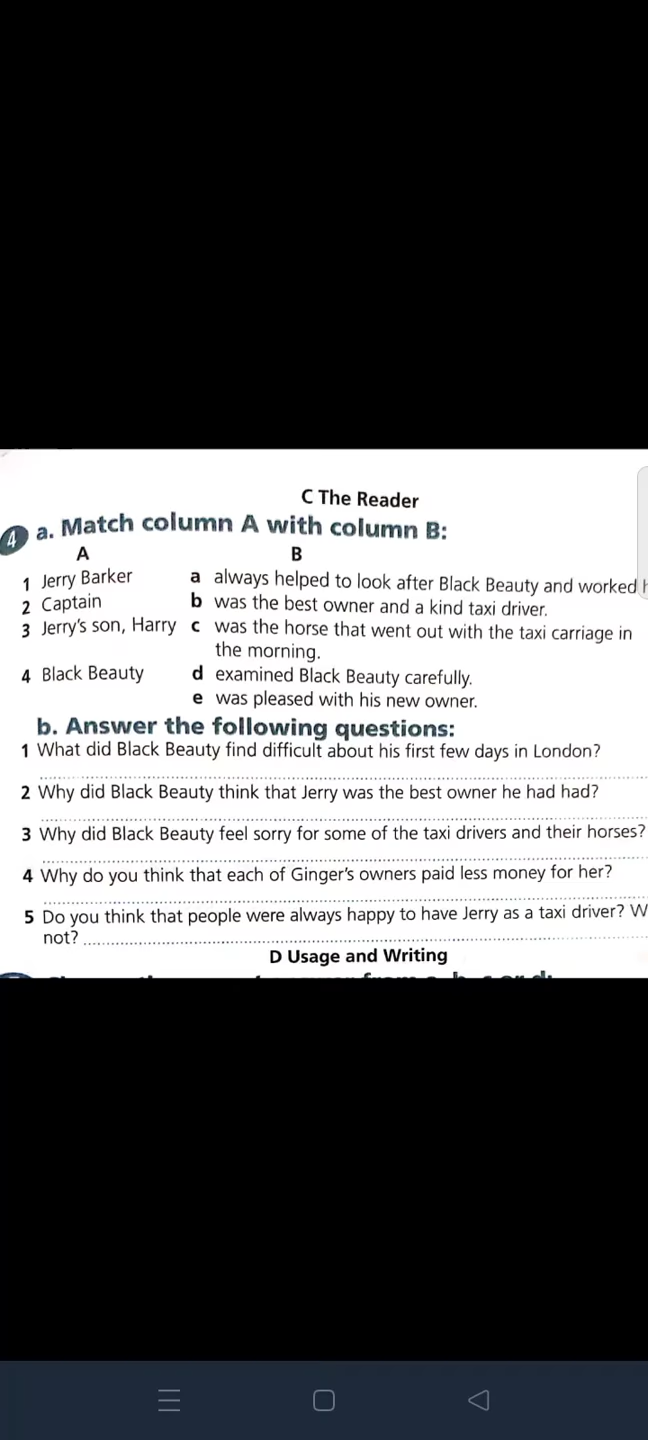 C The Reader
4 a. Match column A with column B:
A B
1 Jerry Barker a always helped to look after Black Beauty and worked
2 Captain b was the best owner and a kind taxi driver.
3 Jerry's son, Harry c was the horse that went out with the taxi carriage in
the morning.
4 Black Beauty d examined Black Beauty carefully.
e was pleased with his new owner.
b. Answer the following questions:
1 What did Black Beauty find difficult about his first few days in London?
2 Why did Black Beauty think that Jerry was the best owner he had had?
3 Why did Black Beauty feel sorry for some of the taxi drivers and their horses?
4 Why do you think that each of Ginger's owners paid less money for her?
5 Do you think that people were always happy to have Jerry as a taxi driver?
not?
D Usage and Writing